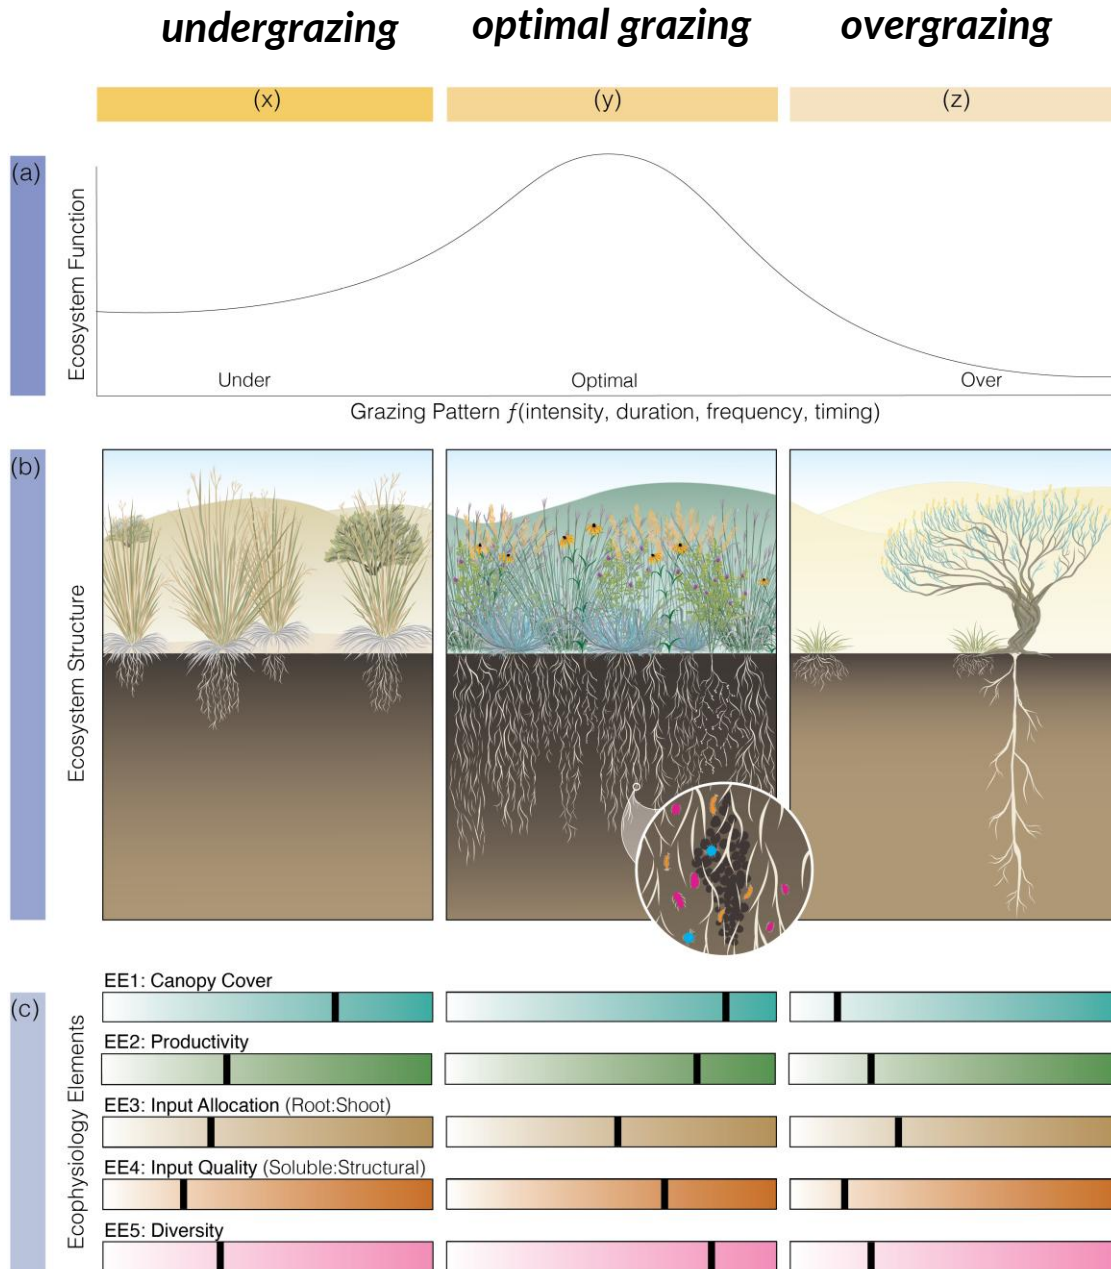 undergrazing
optimal grazing
overgrazing
(x)
(y)
(z)
(a)
Ecosystem Function
Under
Optimal
Over
Grazing Pattern ƒ(intensity, duration, frequency, timing)
(b)
Ecosystem Structure
(c)
Ecophysiology Elements
EE1: Canopy Cover
EE2: Productivity
EE3: Input Allocation (Root:Shoot)
EE4: Input Quality (Soluble:Structural)
EE5: Diversity